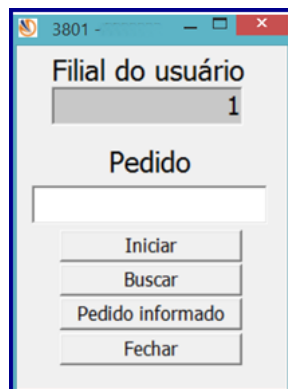 3801 -
Filial do usuário
1
Pedido
Iniciar
Buscar
Pedido informado
Fechar